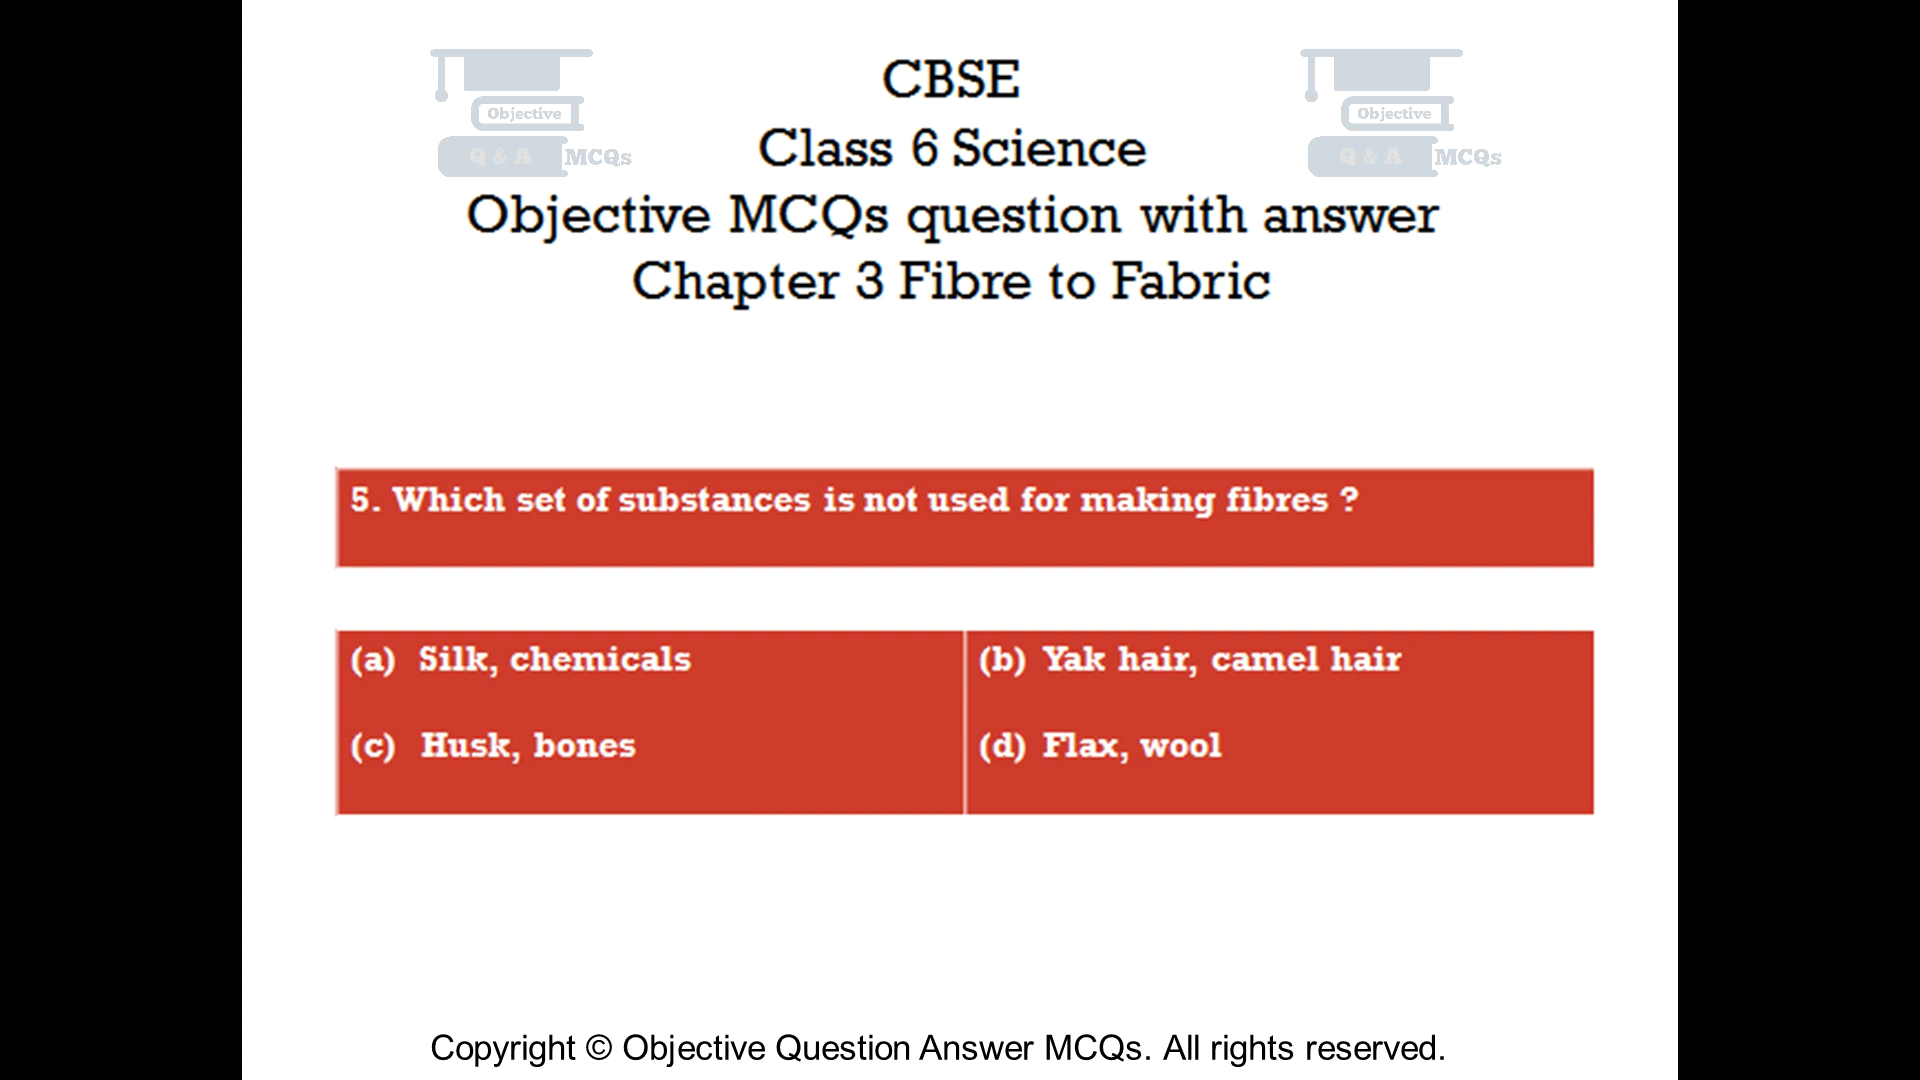 CBSE
Class 6 Science
Objective MCQs question with answer
Chapter 3 Fibre to Fabric
Objective
Q & A MCQs
Objective
Q & A MCQs
5. Which set of substances is not used for making fibres ?
(a) Silk, chemicals
(b) Yak hair, camel hair
(c) Husk, bones
(d) Flax, wool
Copyright © Objective Question Answer MCQs. All rights reserved.